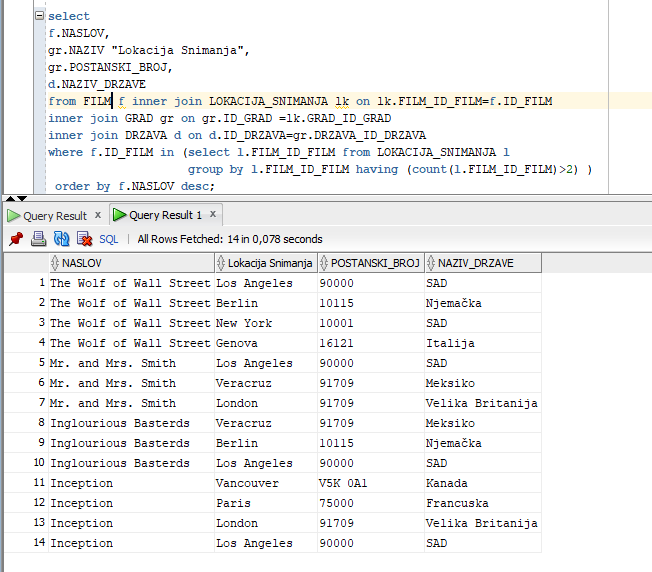 select
f.NASLOV,
gr.NAZIV "Lokacija Snimanja",
gr.POSTANSKI_BROJ,
d.NAZIV_DRZAVE
from FILM f inner join LOKACIJA_SNIMANJA lk on lk.FILM_ID_FILM=f.ID_FILM
inner join GRAD gr on gr.ID_GRAD =lk.GRAD_ID_GRAD
inner join DRZAVA d on d.ID_DRZAVA=gr.DRZAVA_ID_DRZAVA
where f.ID_FILM in (select l.FILM_ID_FILM from LOKACIJA_SNIMANJA l
group by l.FILM_ID_FILM having (count(l.FILM_ID_FILM)>2) )
order by f.NASLOV desc;
Query Result x Query Result 1 x
SQL | All Rows Fetched: 14 in 0,078 seconds
NASLOV Lokacija Snimanja POSTANSKI_BROJ NAZIV_DRZAVE
1 The Wolf of Wall Street Los Angeles 90000 SAD
2 The Wolf of Wall Street Berlin 10115 Njemačka
3 The Wolf of Wall Street New York 10001 SAD
4 The Wolf of Wall Street Genova 16121 Italija
5 Mr. and Mrs. Smith Los Angeles 90000 SAD
6 Mr. and Mrs. Smith Veracruz 91709 Meksiko
7 Mr. and Mrs. Smith London 91709 Velika Britanija
8 Inglourious Basterds Veracruz 91709 Meksiko
9 Inglourious Basterds Berlin 10115 Njemačka
10 Inglourious Basterds Los Angeles 90000 SAD
11 Inception Vancouver V5K 0A1 Kanada
12 Inception Paris 75000 Francuska
13 Inception London 91709 Velika Britanija
14 Inception Los Angeles 90000 SAD